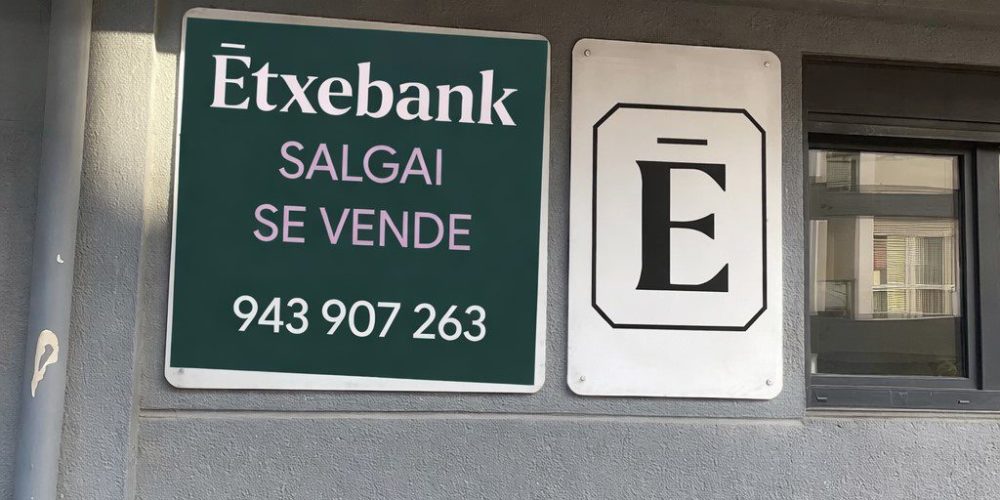 Ētxebank
SALGAI
SE VENDE
943 907 263
Ē